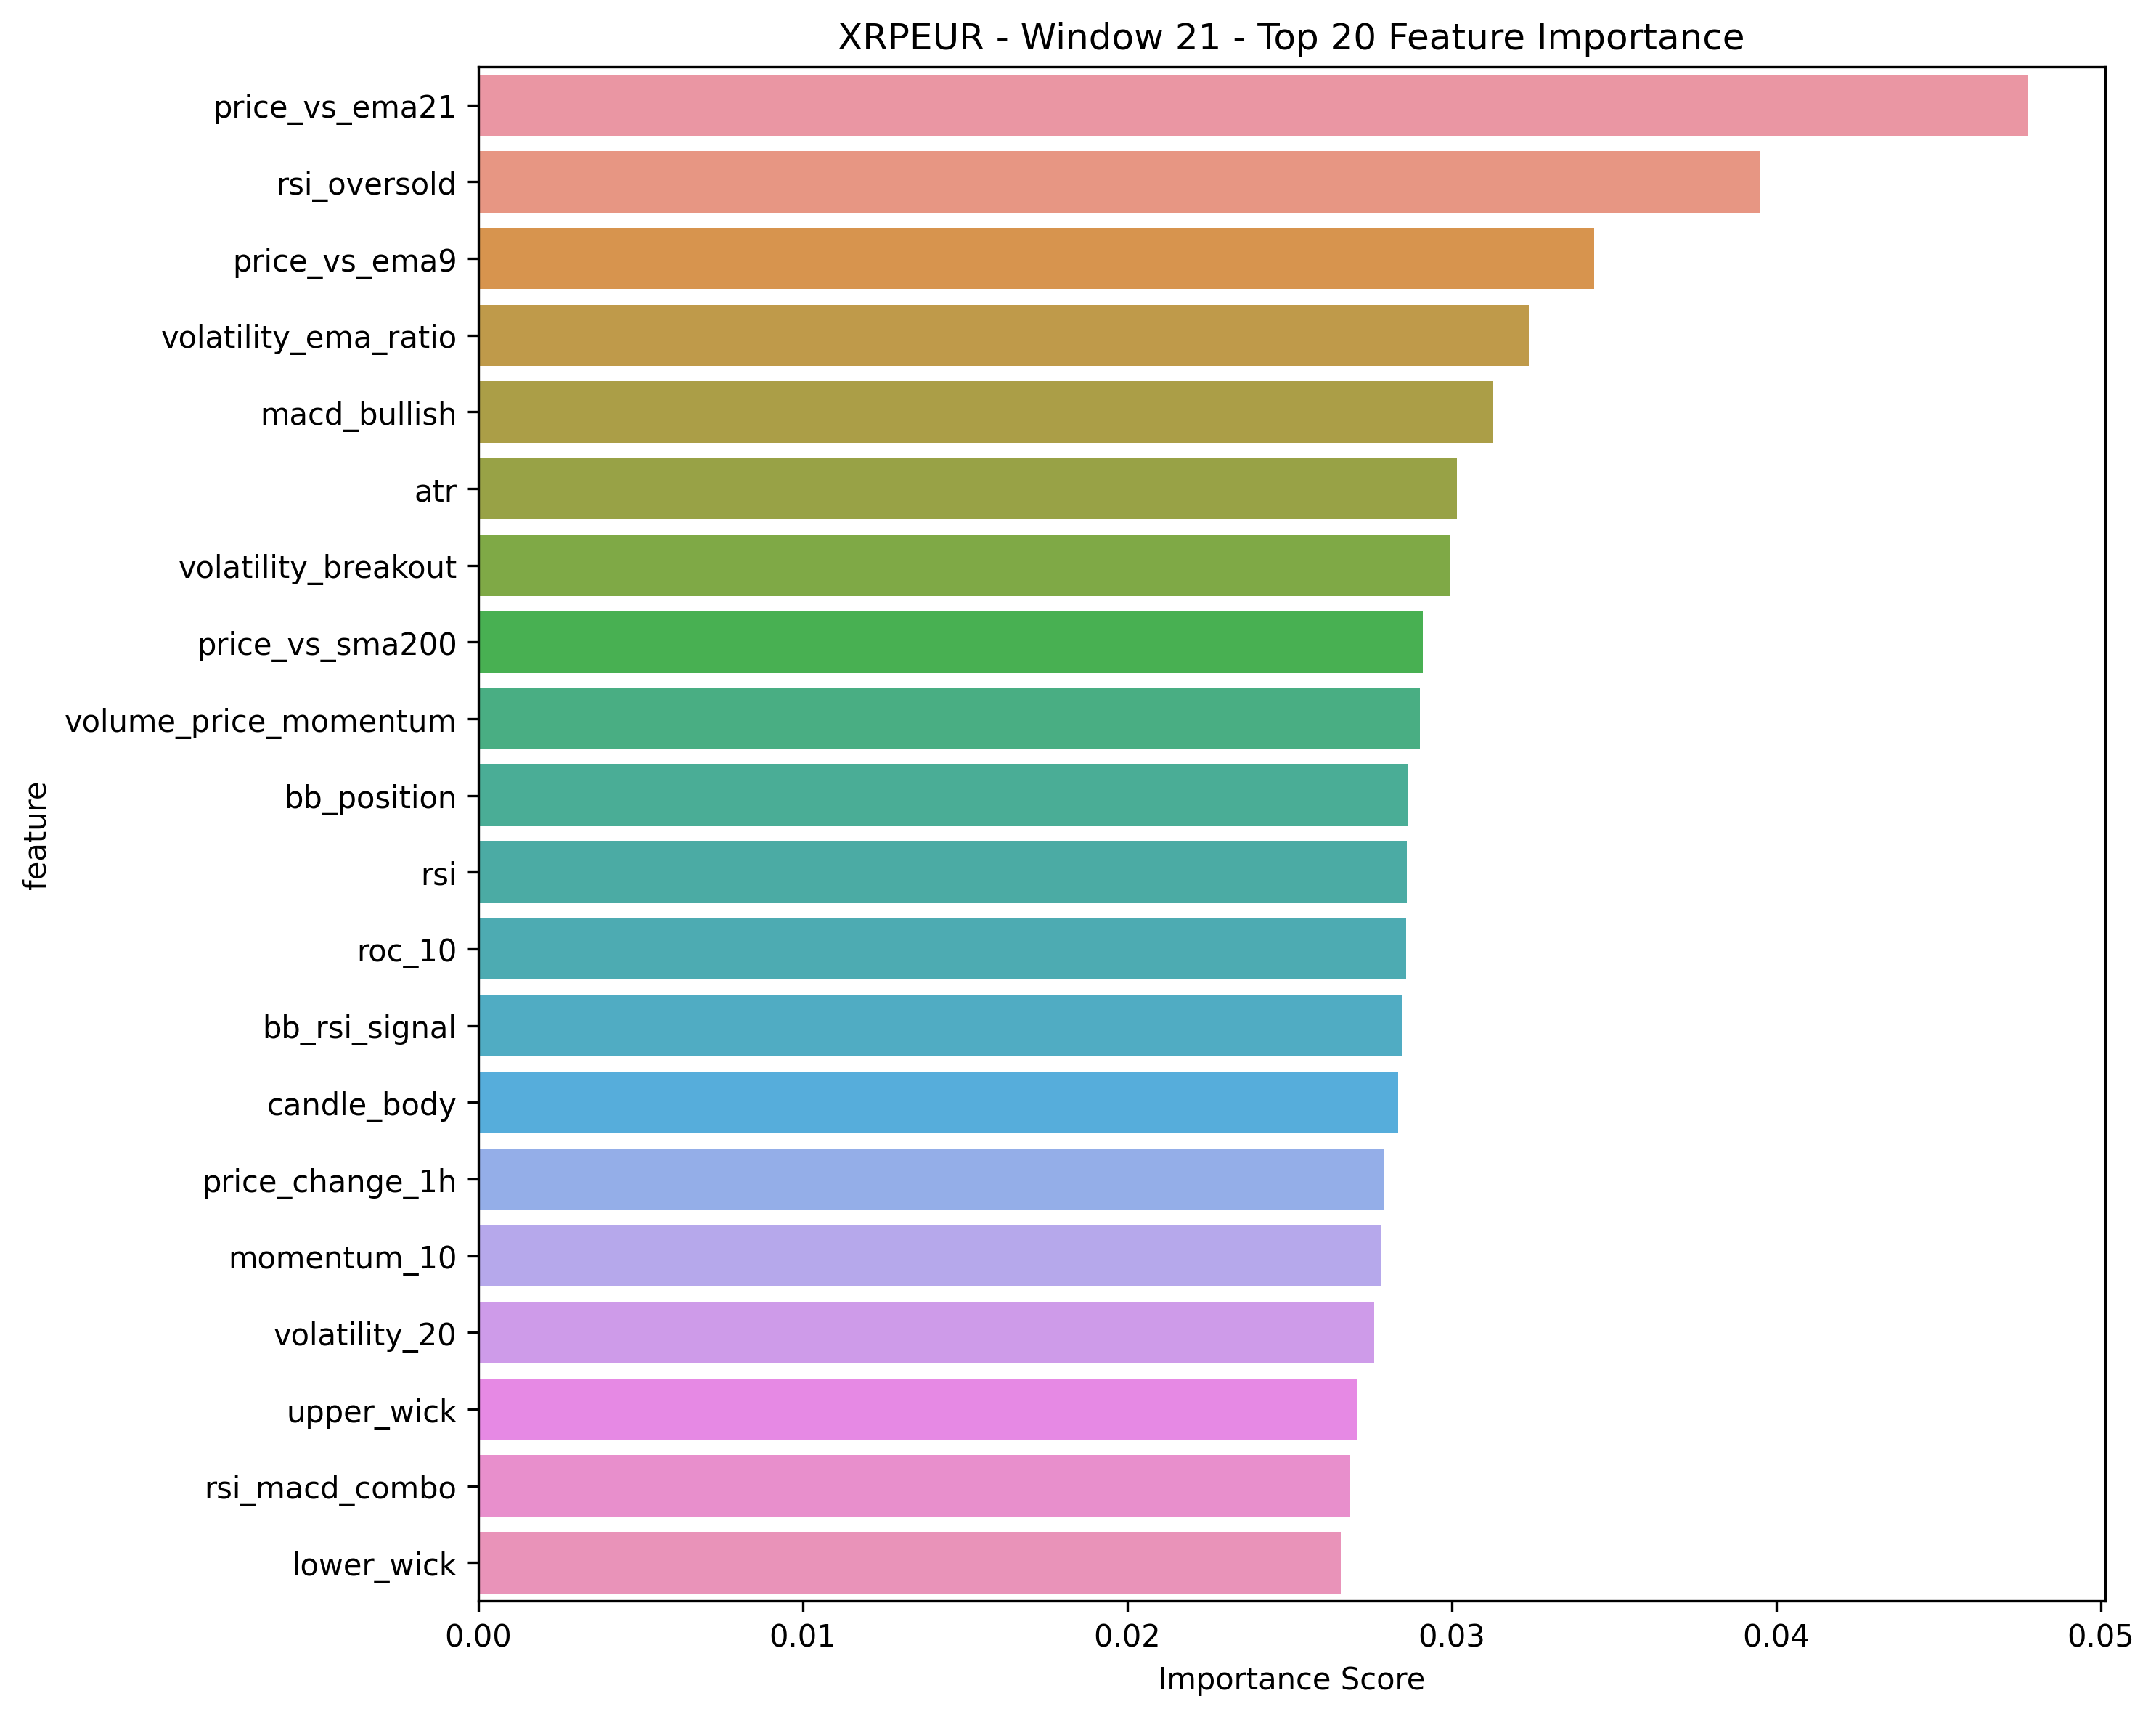 XRPEUR - Window 21 - Top 20 Feature Importance
price_vs_ema21
rsi_oversold
price_vs_ema9
volatility_ema_ratio
macd_bullish
atr
volatility_breakout
price_vs_sma200
volume_price_momentum
bb_position
rsi
roc_10
bb_rsi_signal
candle_body
price_change_1h
momentum_10
volatility_20
upper_wick
rsi_macd_combo
lower_wick
feature
0.00 0.01 0.02 0.03 0.04 0.05
Importance Score